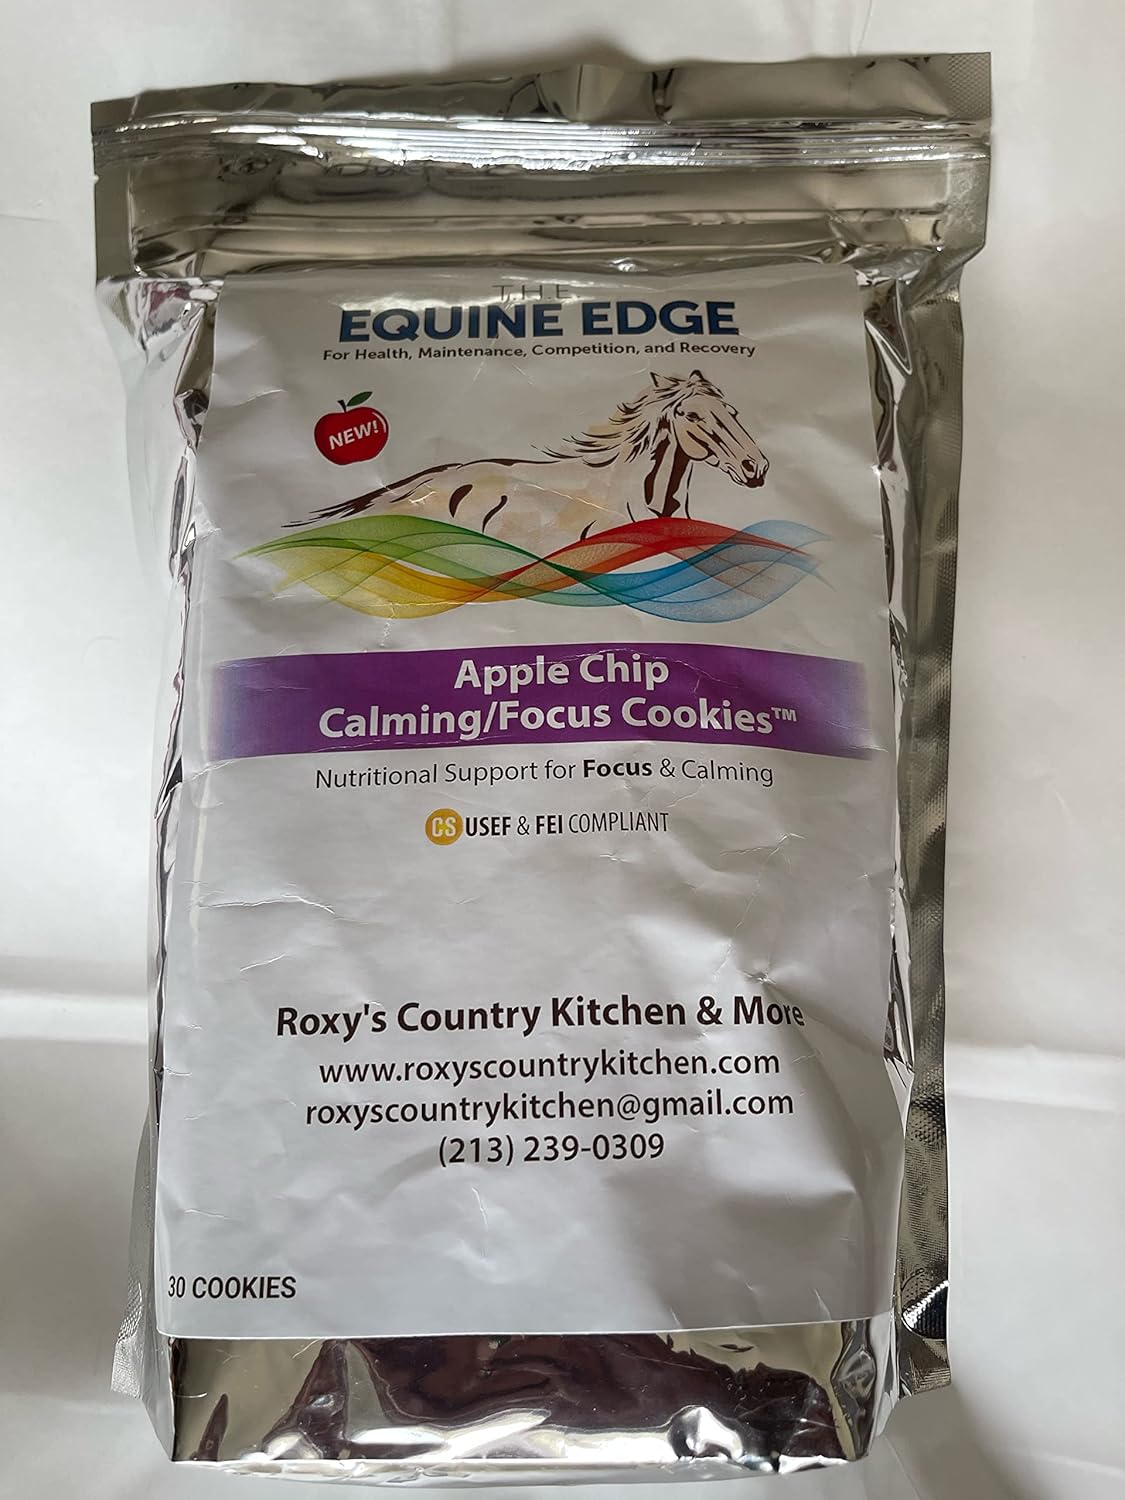 THE
EQUINE EDGE
For Health, Maintenance, Competition, and Recovery
NEW!
Apple Chip
Calming/Focus Cookies™
Nutritional Support for Focus & Calming
CS USEF & FEI COMPLIANT
Roxy's Country Kitchen & More
www.roxyscountrykitchen.com
roxyscountrykitchen@gmail.com
(213) 239-0309
30 COOKIES